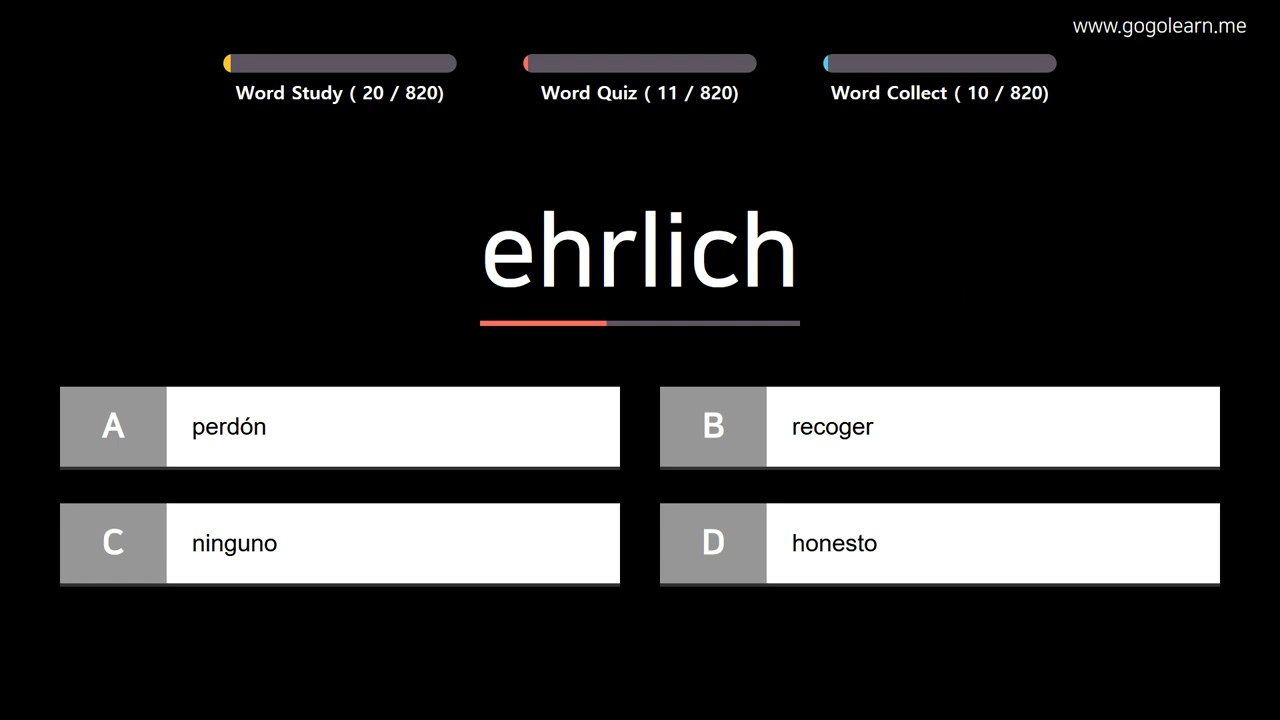 www.gogolearn.me
Word Study ( 20 / 820)
Word Quiz ( 11 / 820)
Word Collect ( 10 / 820)
ehrlich
A perdón
B recoger
C ninguno
D honesto